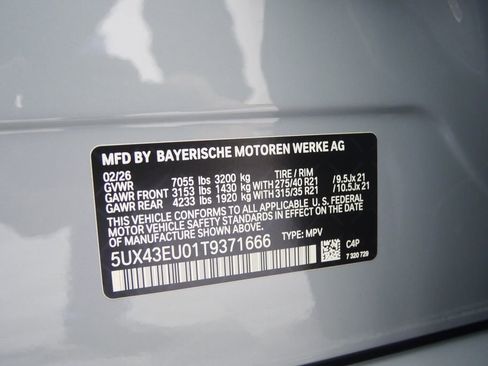 MFD BY BAYERISCHE MOTOREN WERKE AG
02/26
GVWR 7055 lbs 3200 kg TIRE / RIM
GAWR FRONT 3153 lbs 1430 kg WITH 275/40 R21 / 9.5Jx21
GAWR REAR 4233 lbs 1920 kg WITH 315/35 R21 / 10.5Jx21
THIS VEHICLE CONFORMS TO ALL APPLICABLE U.S. FEDERAL
MOTOR VEHICLE SAFETY STANDARDS IN EFFECT ON THE DATE
OF MANUFACTURE SHOWN ABOVE.
5UX43EU01T9371666 TYPE: MPV
C4P
7 320 729